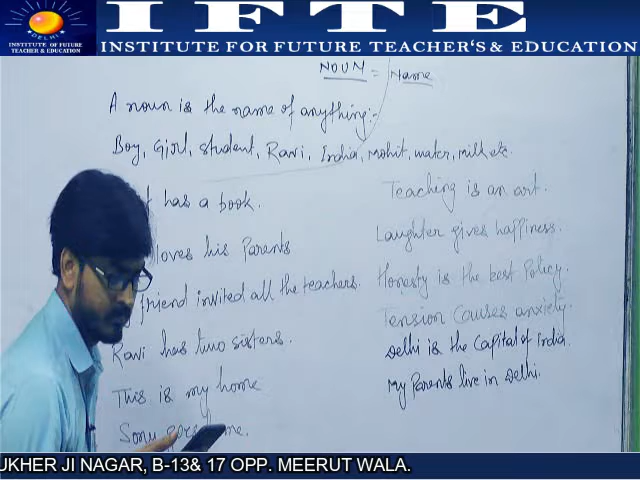 IFTE
DELHI
INSTITUTE OF FUTURE
TEACHER & EDUCATION
INSTITUTE FOR FUTURE TEACHER'S & EDUCATION
NOUN = Name
A noun is the name of anything:-
Boy, Girl, student, Ravi, India, Mohit, water, milk etc.
has a book.
loves his Parents
friend invited all the teachers.
Ravi has two sisters.
This is my home
Sonu me.
Teaching is an art.
Laughter gives happiness.
Honesty is the best Policy.
Tension Causes anxiety.
Delhi is the Capital of India.
My Parents live in Delhi.
UKHER JI NAGAR, B-13& 17 OPP. MEERUT WALA.